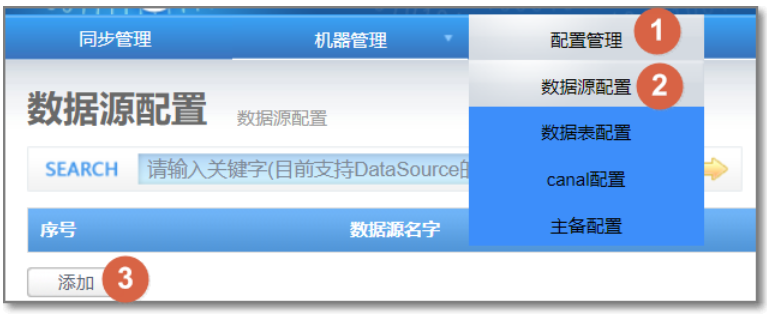 同步管理 机器管理 配置管理 1
数据源配置 2
数据源配置 数据源配置
数据表配置
SEARCH 请输入关键字(目前支持DataSource的
canal配置
主备配置
序号 数据源名字
添加 3